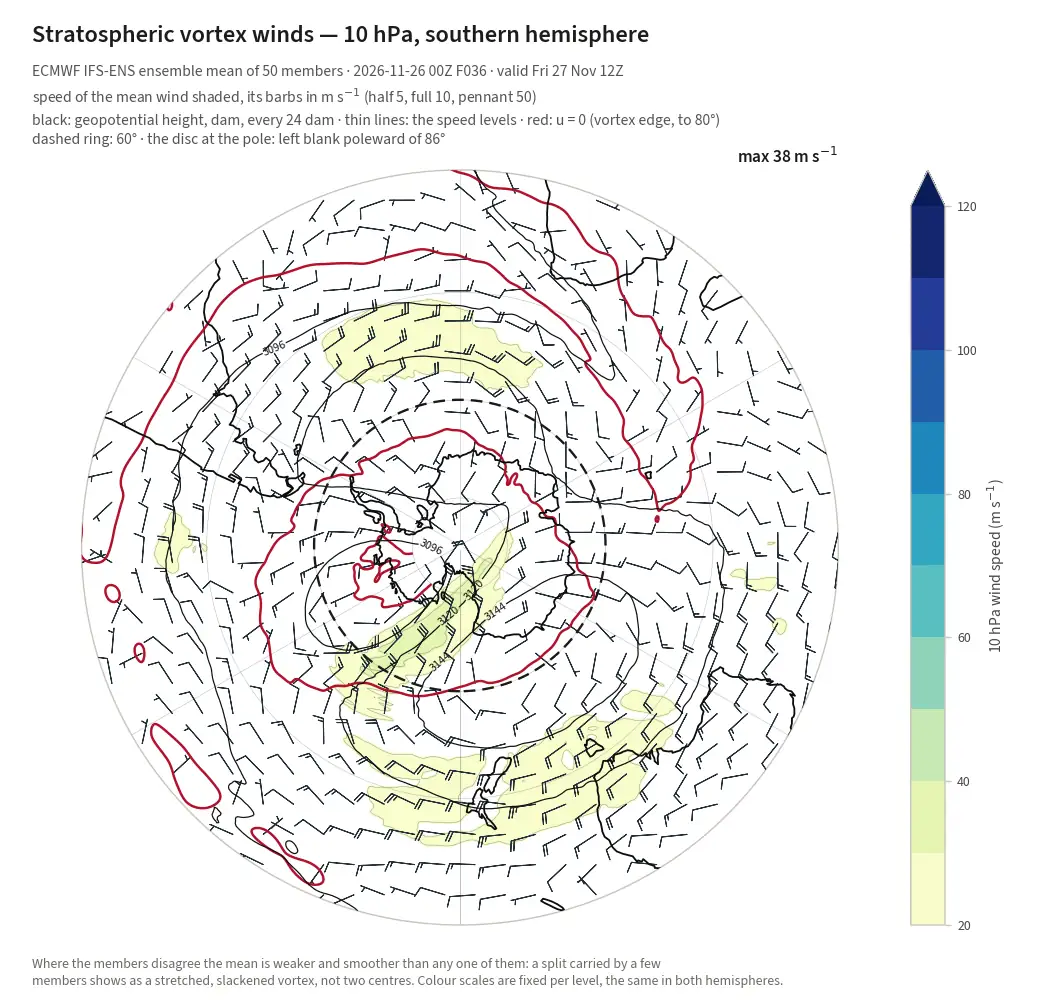 Stratospheric vortex winds — 10 hPa, southern hemisphere
ECMWF IFS-ENS ensemble mean of 50 members · 2026-11-26 00Z F036 · valid Fri 27 Nov 12Z
speed of the mean wind shaded, its barbs in m s⁻¹ (half 5, full 10, pennant 50)
black: geopotential height, dam, every 24 dam · thin lines: the speed levels · red: u = 0 (vortex edge, to 80°)
dashed ring: 60° · the disc at the pole: left blank poleward of 86°
max 38 m s⁻¹
120
100
80
60
40
20
10 hPa wind speed (m s⁻¹)
3096
3096
3120
3120
3144
3144
Where the members disagree the mean is weaker and smoother than any one of them: a split carried by a few
members shows as a stretched, slackened vortex, not two centres. Colour scales are fixed per level, the same in both hemispheres.